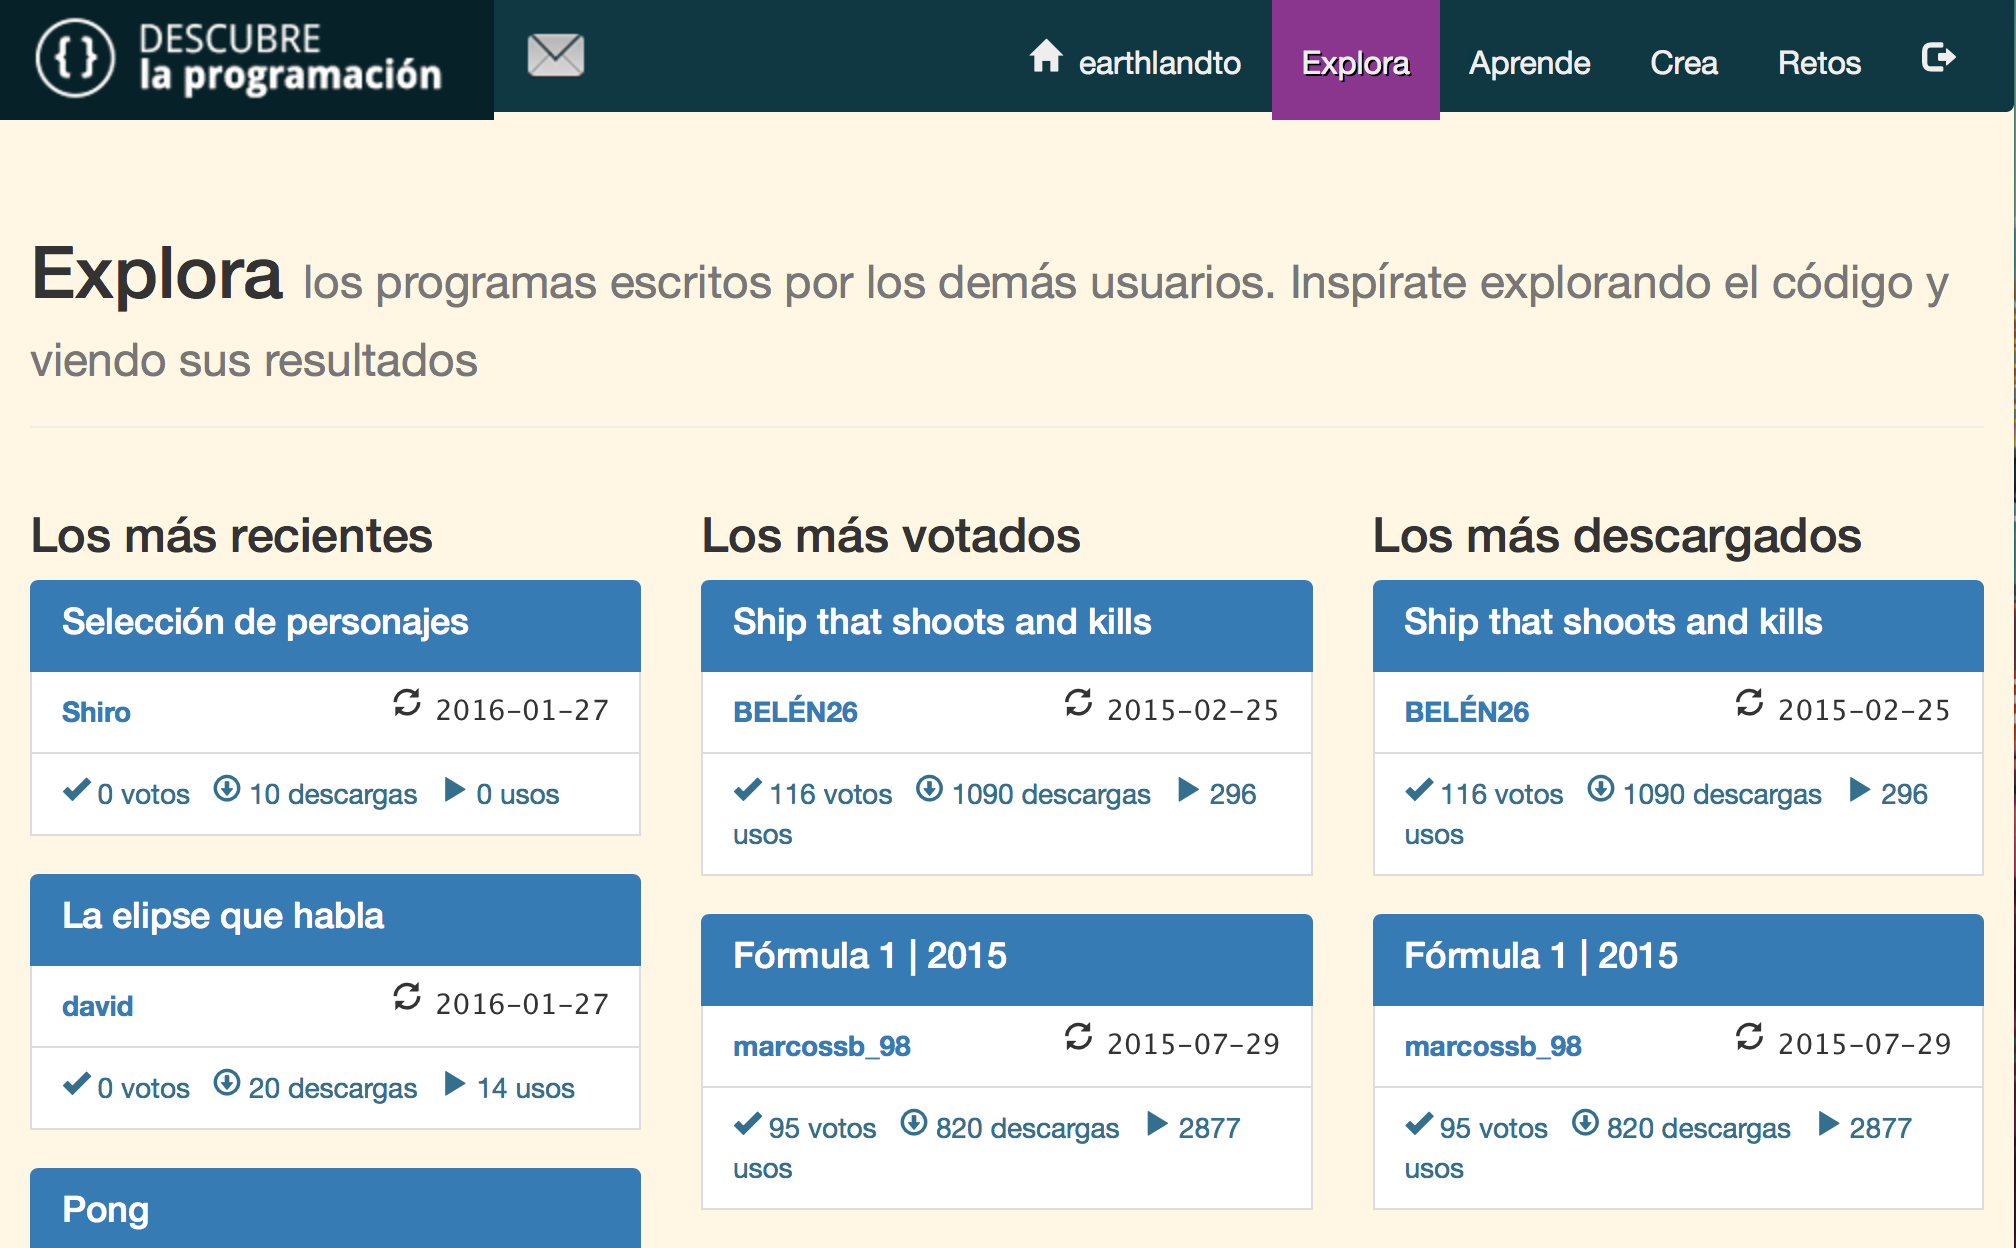 DESCUBRE
la programación
earthlandto
Explora
Aprende
Crea
Retos
Explora los programas escritos por los demás usuarios. Inspírate explorando el código y
viendo sus resultados
Los más recientes
Selección de personajes
Shiro 2016-01-27
0 votos 10 descargas 0 usos
La elipse que habla
david 2016-01-27
0 votos 20 descargas 14 usos
Pong
Los más votados
Ship that shoots and kills
BELÉN26 2015-02-25
116 votos 1090 descargas 296
usos
Fórmula 1 | 2015
marcossb_98 2015-07-29
95 votos 820 descargas 2877
usos
Los más descargados
Ship that shoots and kills
BELÉN26 2015-02-25
116 votos 1090 descargas 296
usos
Fórmula 1 | 2015
marcossb_98 2015-07-29
95 votos 820 descargas 2877
usos